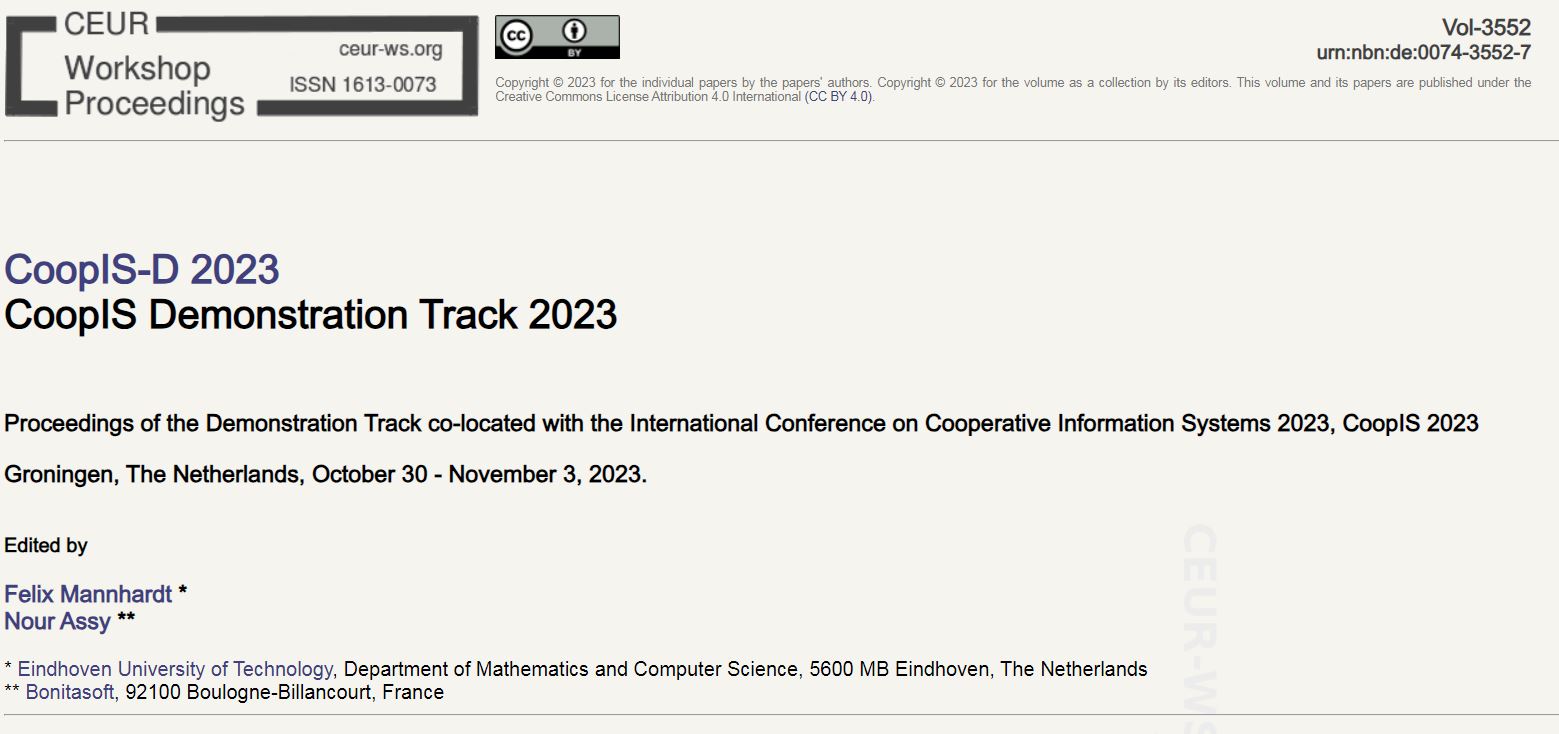 CEUR
Workshop
Proceedings
ceur-ws.org
ISSN 1613-0073
cc
BY
Copyright © 2023 for the individual papers by the papers' authors. Copyright © 2023 for the volume as a collection by its editors. This volume and its papers are published under the
Creative Commons License Attribution 4.0 International (CC BY 4.0).
Vol-3552
urn:nbn:de:0074-3552-7
CoopIS-D 2023
CoopIS Demonstration Track 2023
Proceedings of the Demonstration Track co-located with the International Conference on Cooperative Information Systems 2023, CoopIS 2023
Groningen, The Netherlands, October 30 - November 3, 2023.
Edited by
Felix Mannhardt *
Nour Assy **
* Eindhoven University of Technology, Department of Mathematics and Computer Science, 5600 MB Eindhoven, The Netherlands
** Bonitasoft, 92100 Boulogne-Billancourt, France
CEUR-WS